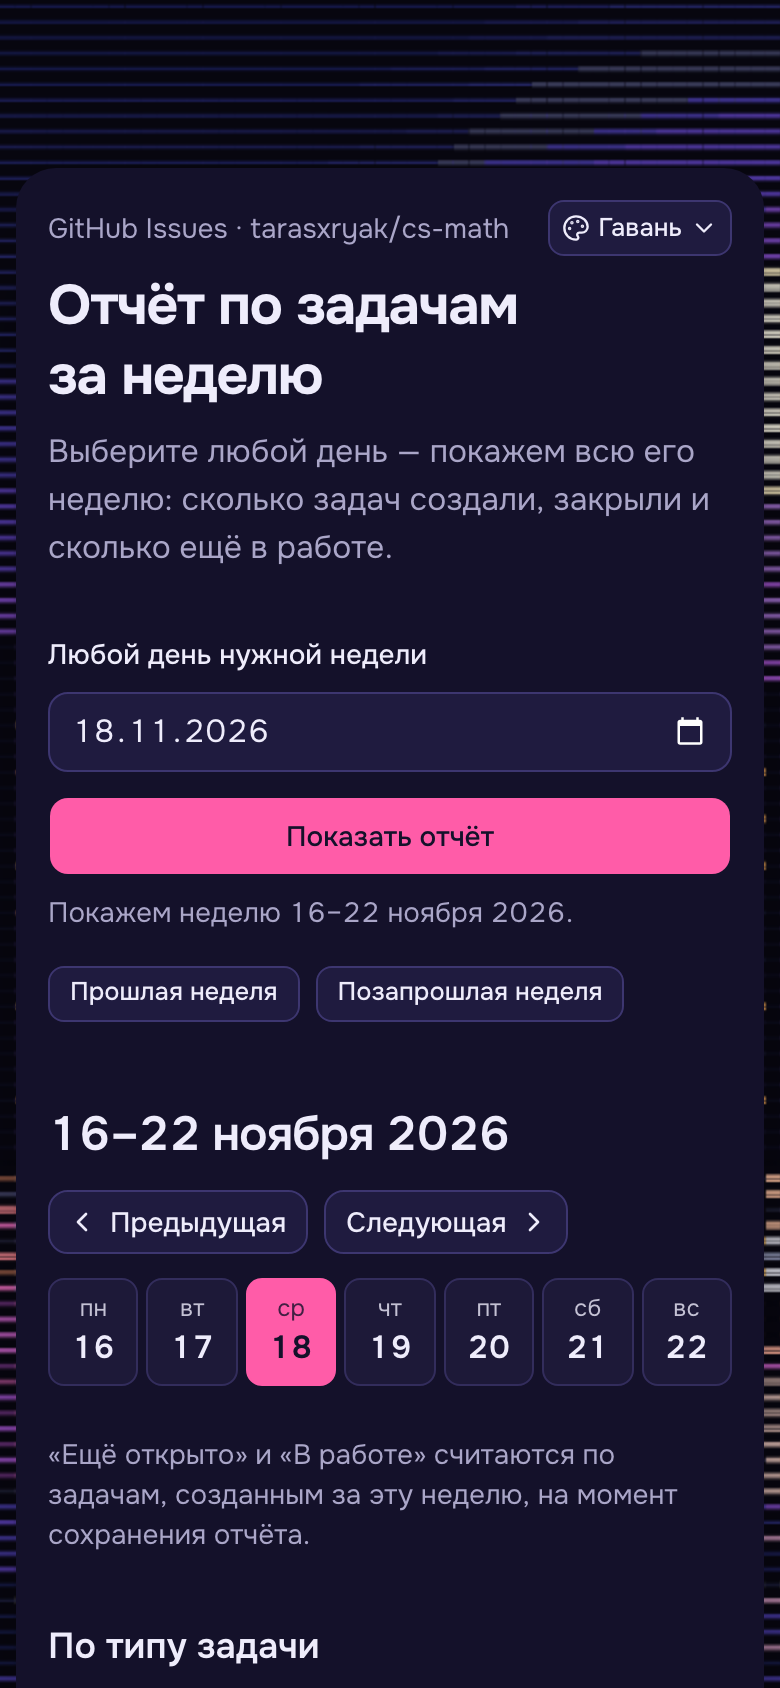 GitHub Issues · tarasxryak/cs-math
Гавань
Отчёт по задачам
за неделю
Выберите любой день — покажем всю его
неделю: сколько задач создали, закрыли и
сколько ещё в работе.
Любой день нужной недели
18.11.2026
Показать отчёт
Покажем неделю 16–22 ноября 2026.
Прошлая неделя
Позапрошлая неделя
16–22 ноября 2026
Предыдущая
Следующая
пн вт ср чт пт сб вс
16 17 18 19 20 21 22
«Ещё открыто» и «В работе» считаются по
задачам, созданным за эту неделю, на момент
сохранения отчёта.
По типу задачи